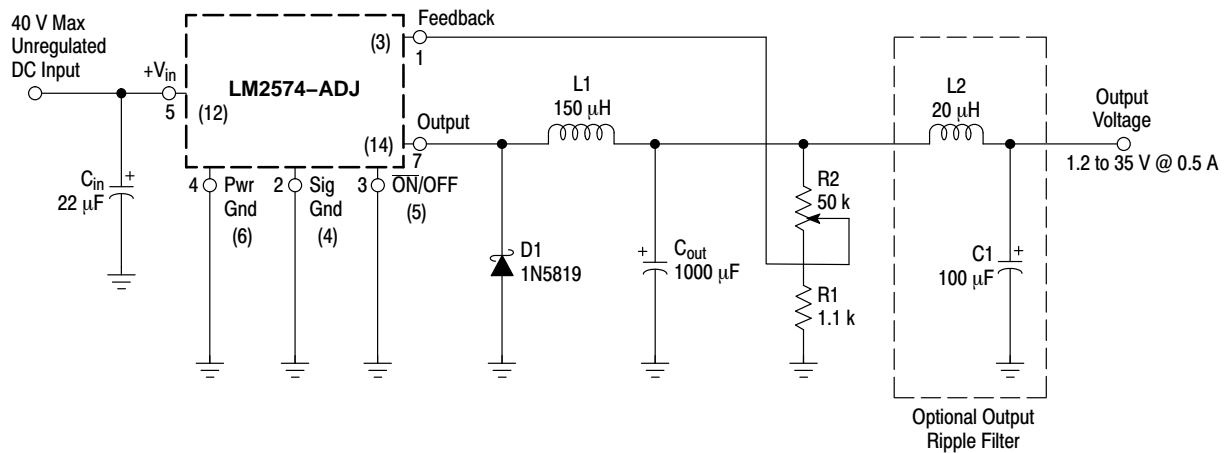 40 V Max
Unregulated
DC Input
+Vin
5
(12)
LM2574–ADJ
(3)
Feedback
1
(14)
Output
7
Cin
22 μF
+
4
Pwr
Gnd
(6)
2
Sig
Gnd
(4)
3
ON/OFF
(5)
D1
1N5819
L1
150 μH
+
Cout
1000 μF
R2
50 k
R1
1.1 k
L2
20 μH
C1
100 μF
+
Output
Voltage
1.2 to 35 V @ 0.5 A
Optional Output
Ripple Filter